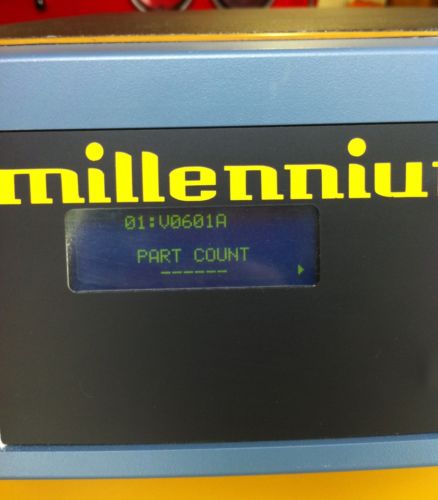 millenniu
01:V0601A
PART COUNT
------